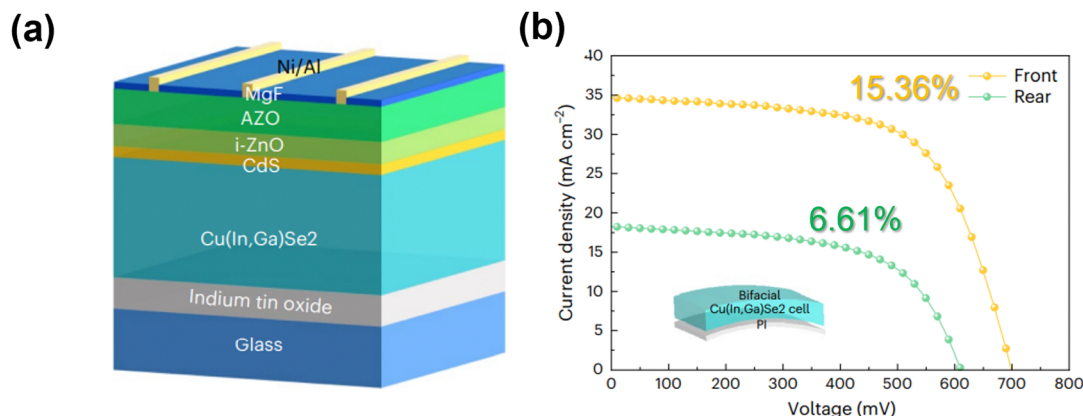 (a)
Ni/Al
MgF
AZO
i-ZnO
CdS
Cu(In,Ga)Se2
Indium tin oxide
Glass
(b)
Current density (mA cm⁻²)
40
35
30
25
20
15
10
5
0
15.36%
Front
Rear
6.61%
Bifacial
Cu(In,Ga)Se2 cell
PI
0 100 200 300 400 500 600 700 800
Voltage (mV)